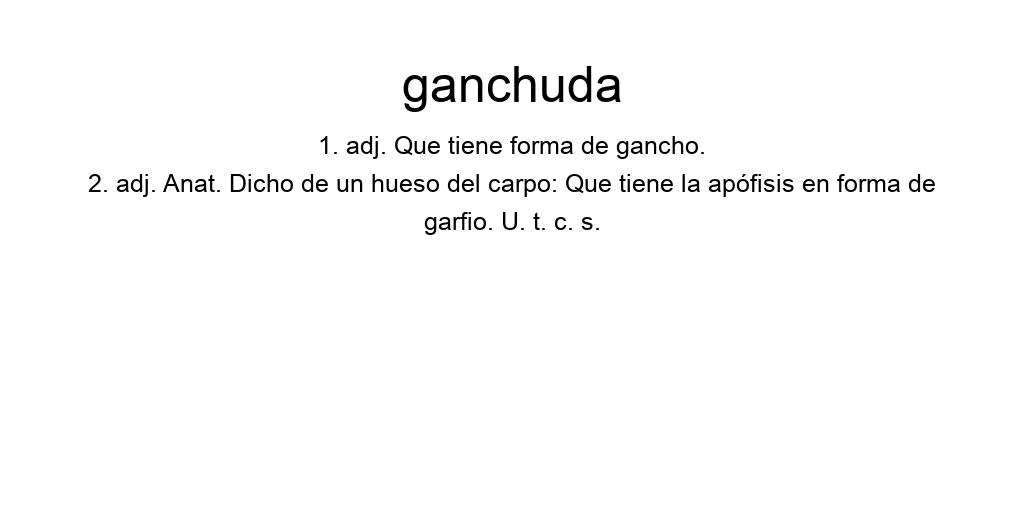 ganchuda
1. adj. Que tiene forma de gancho.
2. adj. Anat. Dicho de un hueso del carpo: Que tiene la apófisis en forma de
garfio. U. t. c. s.